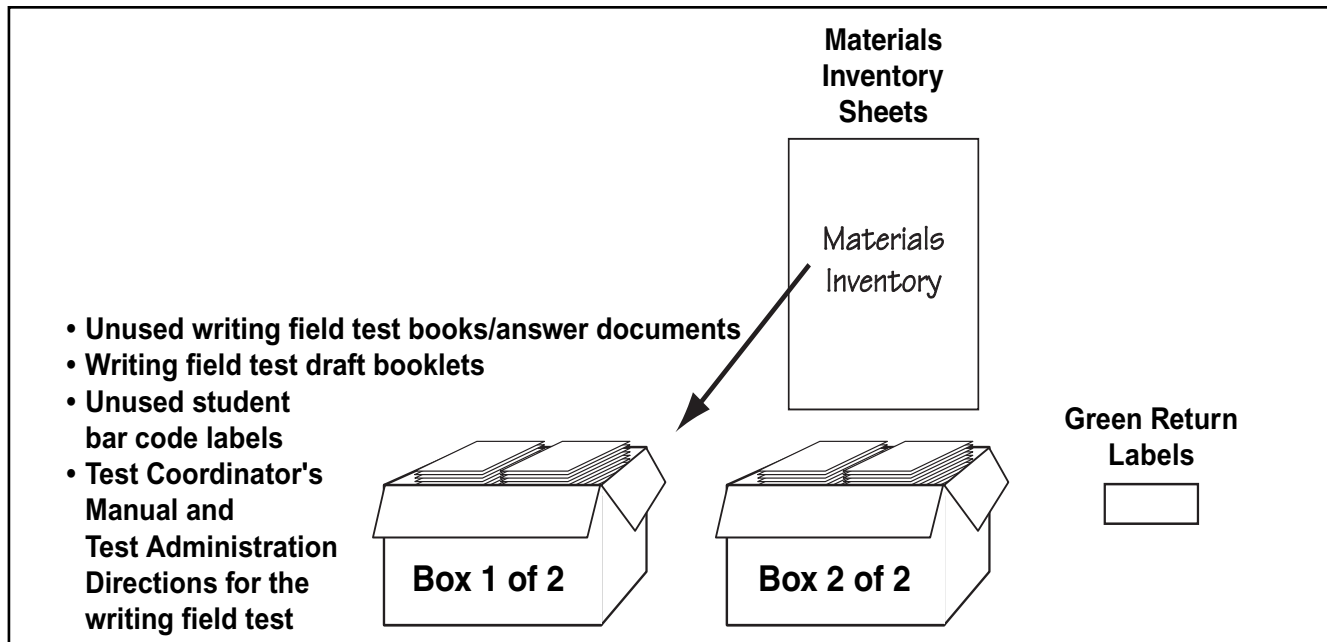 Materials
Inventory
Sheets
Materials
Inventory
• Unused writing field test books/answer documents
• Writing field test draft booklets
• Unused student
bar code labels
• Test Coordinator's
Manual and
Test Administration
Directions for the
writing field test
Box 1 of 2
Box 2 of 2
Green Return
Labels